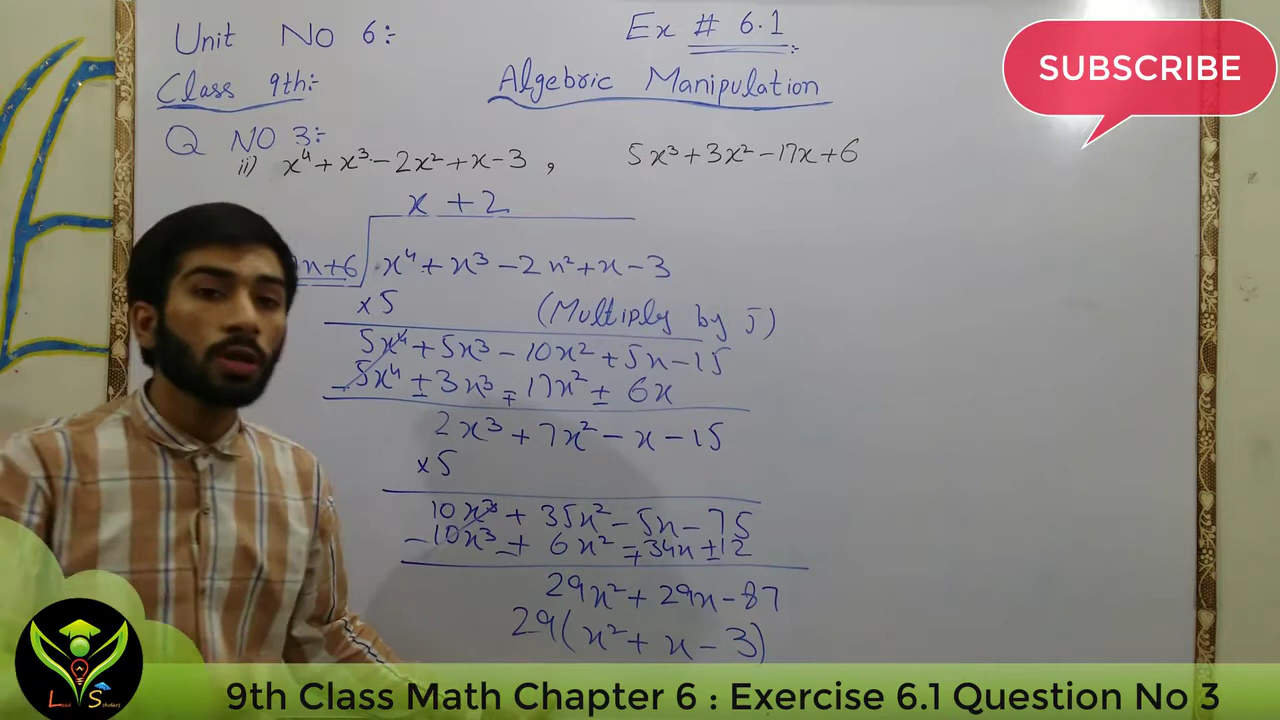 Unit No 6:-
Ex # 6.1
SUBSCRIBE
Class 9th:-
Algebric Manipulation
Q NO 3:-
ii) x⁴+x³-2x²+x-3 , 5x³+3x²-17x+6
x+2
x+6 x⁴+x³-2x²+x-3
×5 (Multiply by 5)
5x⁴+5x³-10x²+5x-15
-5x⁴±3x³∓17x²±6x
2x³+7x²-x-15
×5
10x³+35x²-5x-75
-10x³±6x²∓34x±12
29x²+29x-87
29(x²+x-3)
Lead Scholars
9th Class Math Chapter 6 : Exercise 6.1 Question No 3